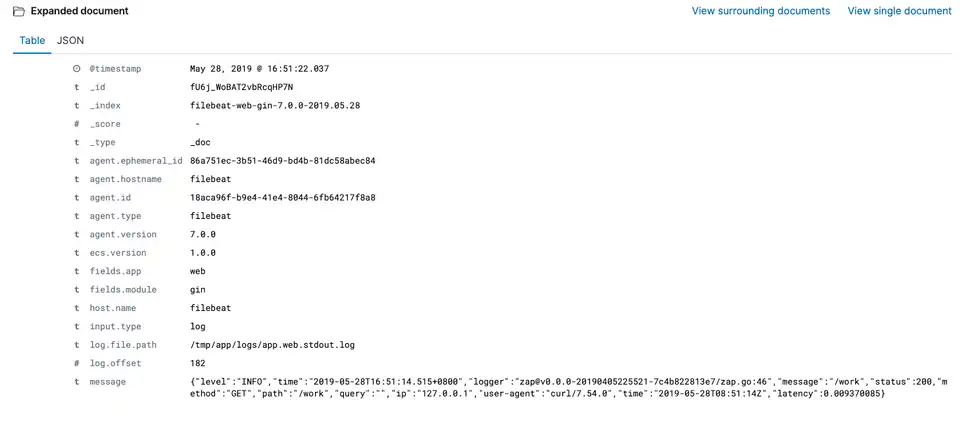 Expanded document View surrounding documents View single document
Table JSON
@timestamp May 28, 2019 @ 16:51:22.037
t _id fU6j_WoBAT2vbRcqHP7N
t _index filebeat-web-gin-7.0.0-2019.05.28
# _score -
t _type _doc
t agent.ephemeral_id 86a751ec-3b51-46d9-bd4b-81dc58abec84
t agent.hostname filebeat
t agent.id 18aca96f-b9e4-41e4-8044-6fb64217f8a8
t agent.type filebeat
t agent.version 7.0.0
t ecs.version 1.0.0
t fields.app web
t fields.module gin
t host.name filebeat
t input.type log
t log.file.path /tmp/app/logs/app.web.stdout.log
# log.offset 182
t message {"level":"INFO","time":"2019-05-28T16:51:14.515+0800","logger":"zap@v0.0.0-20190405225521-7c4b822813e7/zap.go:46","message":"/work","status":200,"m
ethod":"GET","path":"/work","query":"","ip":"127.0.0.1","user-agent":"curl/7.54.0","time":"2019-05-28T08:51:14Z","latency":0.009370085}